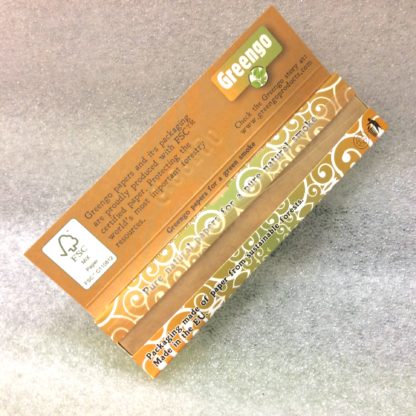 Greengo
Check the Greengo story at:
www.greengoproducts.com
Greengo papers and it's packaging
are proudly produced with FSC®
certified paper. Protecting the
world's most important forestry
resources.
FSC
MIX
Paper
Greengo papers for a green smoke
Pure natural papers for a pure natural smoke
Packaging made of paper from sustainable forests.
Made in the E.U.